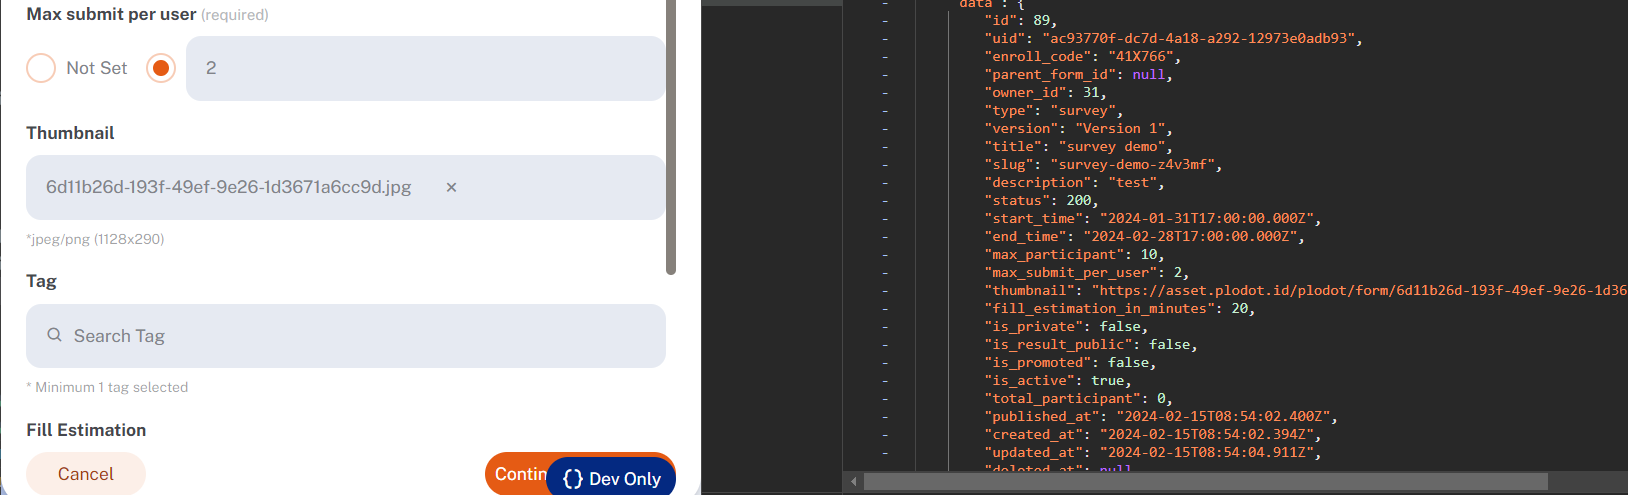 Max submit per user (required)
Not Set
2
Thumbnail
6d11b26d-193f-49ef-9e26-1d3671a6cc9d.jpg ×
*jpeg/png (1128x290)
Tag
Search Tag
* Minimum 1 tag selected
Fill Estimation
Cancel
Contin
{} Dev Only
- data : {
- "id": 89,
- "uid": "ac93770f-dc7d-4a18-a292-12973e0adb93",
- "enroll_code": "41X766",
- "parent_form_id": null,
- "owner_id": 31,
- "type": "survey",
- "version": "Version 1",
- "title": "survey demo",
- "slug": "survey-demo-z4v3mf",
- "description": "test",
- "status": 200,
- "start_time": "2024-01-31T17:00:00.000Z",
- "end_time": "2024-02-28T17:00:00.000Z",
- "max_participant": 10,
- "max_submit_per_user": 2,
- "thumbnail": "https://asset.plodot.id/plodot/form/6d11b26d-193f-49ef-9e26-1d36
- "fill_estimation_in_minutes": 20,
- "is_private": false,
- "is_result_public": false,
- "is_promoted": false,
- "is_active": true,
- "total_participant": 0,
- "published_at": "2024-02-15T08:54:02.400Z",
- "created_at": "2024-02-15T08:54:02.394Z",
- "updated_at": "2024-02-15T08:54:04.911Z",
"deleted_at": null